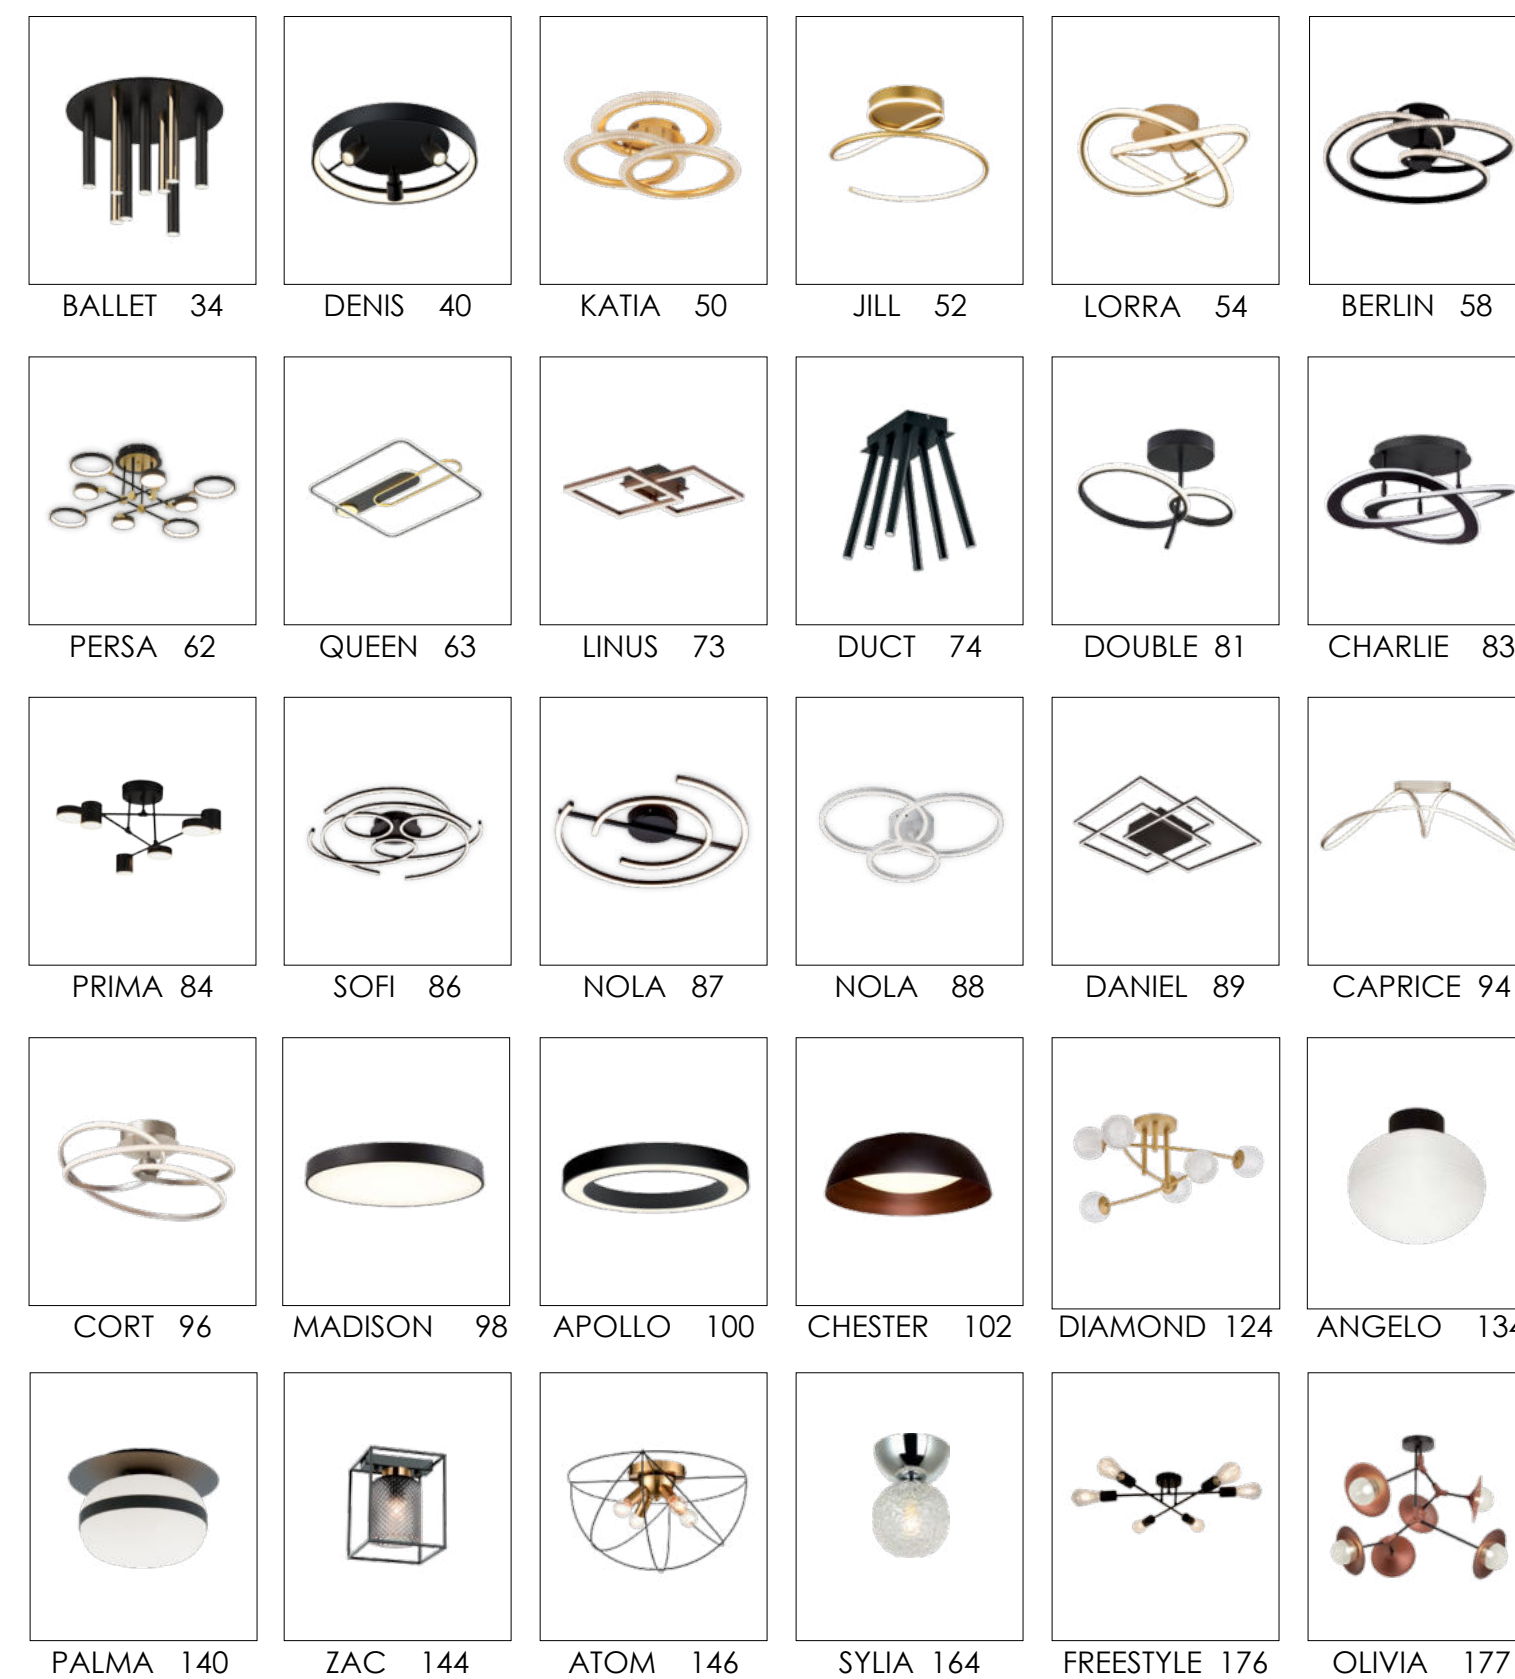 BALLET 34 DENIS 40 KATIA 50 JILL 52 LORRA 54 BERLIN 58
PERSA 62 QUEEN 63 LINUS 73 DUCT 74 DOUBLE 81 CHARLIE 83
PRIMA 84 SOFI 86 NOLA 87 NOLA 88 DANIEL 89 CAPRICE 94
CORT 96 MADISON 98 APOLLO 100 CHESTER 102 DIAMOND 124 ANGELO 134
PALMA 140 ZAC 144 ATOM 146 SYLIA 164 FREESTYLE 176 OLIVIA 177